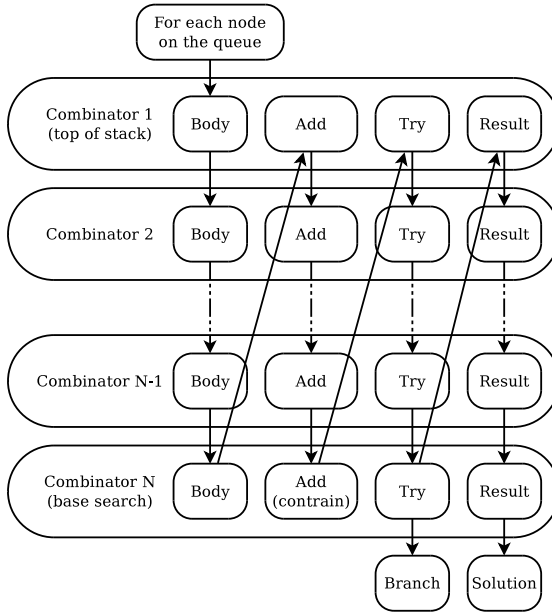 For each node
on the queue
Combinator 1
(top of stack)
Body
Add
Try
Result
Combinator 2
Body
Add
Try
Result
Combinator N-1
Body
Add
Try
Result
Combinator N
(base search)
Body
Add
(contrain)
Try
Result
Branch
Solution